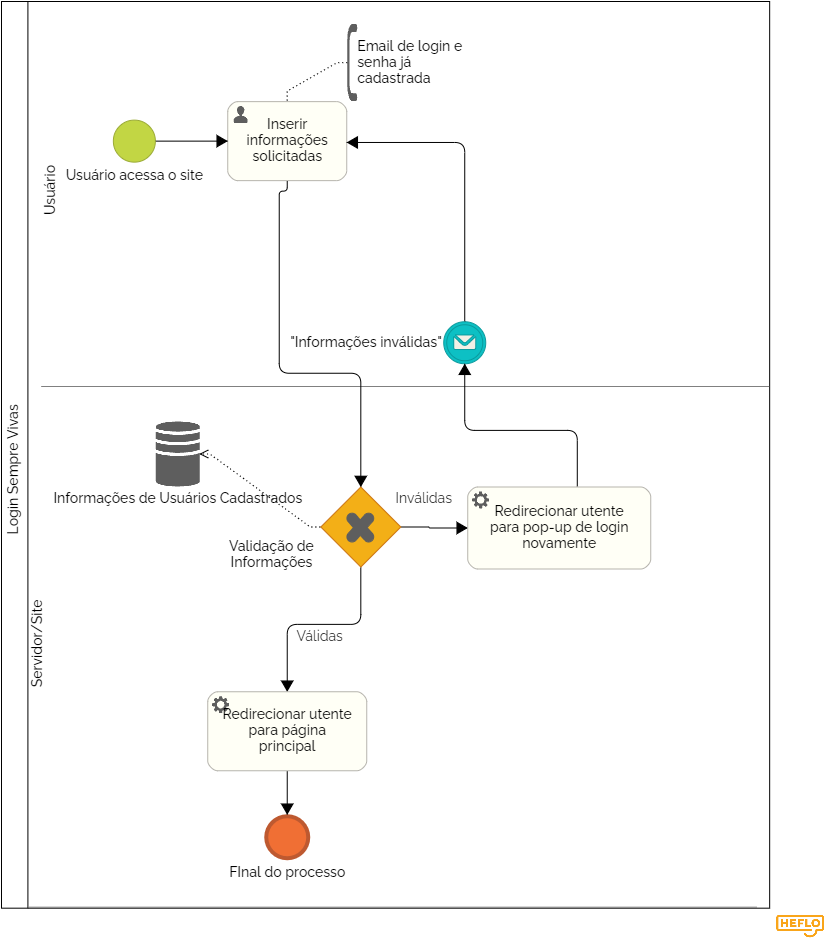 Login Sempre Vivas
Usuário
Email de login e
senha já
cadastrada
Inserir
informações
solicitadas
Usuário acessa o site
"Informações inválidas"
Servidor/Site
Informações de Usuários Cadastrados
Inválidas
Redirecionar utente
para pop-up de login
novamente
Validação de
Informações
Válidas
Redirecionar utente
para página
principal
FInal do processo
HEFLO